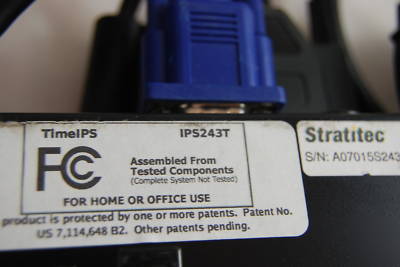 TimeIPS IPS243T
FC
Assembled From
Tested Components
(Complete System Not Tested)
FOR HOME OR OFFICE USE
product is protected by one or more patents. Patent No.
US 7,114,648 B2. Other patents pending.
Stratitec
S/N: A07015S243